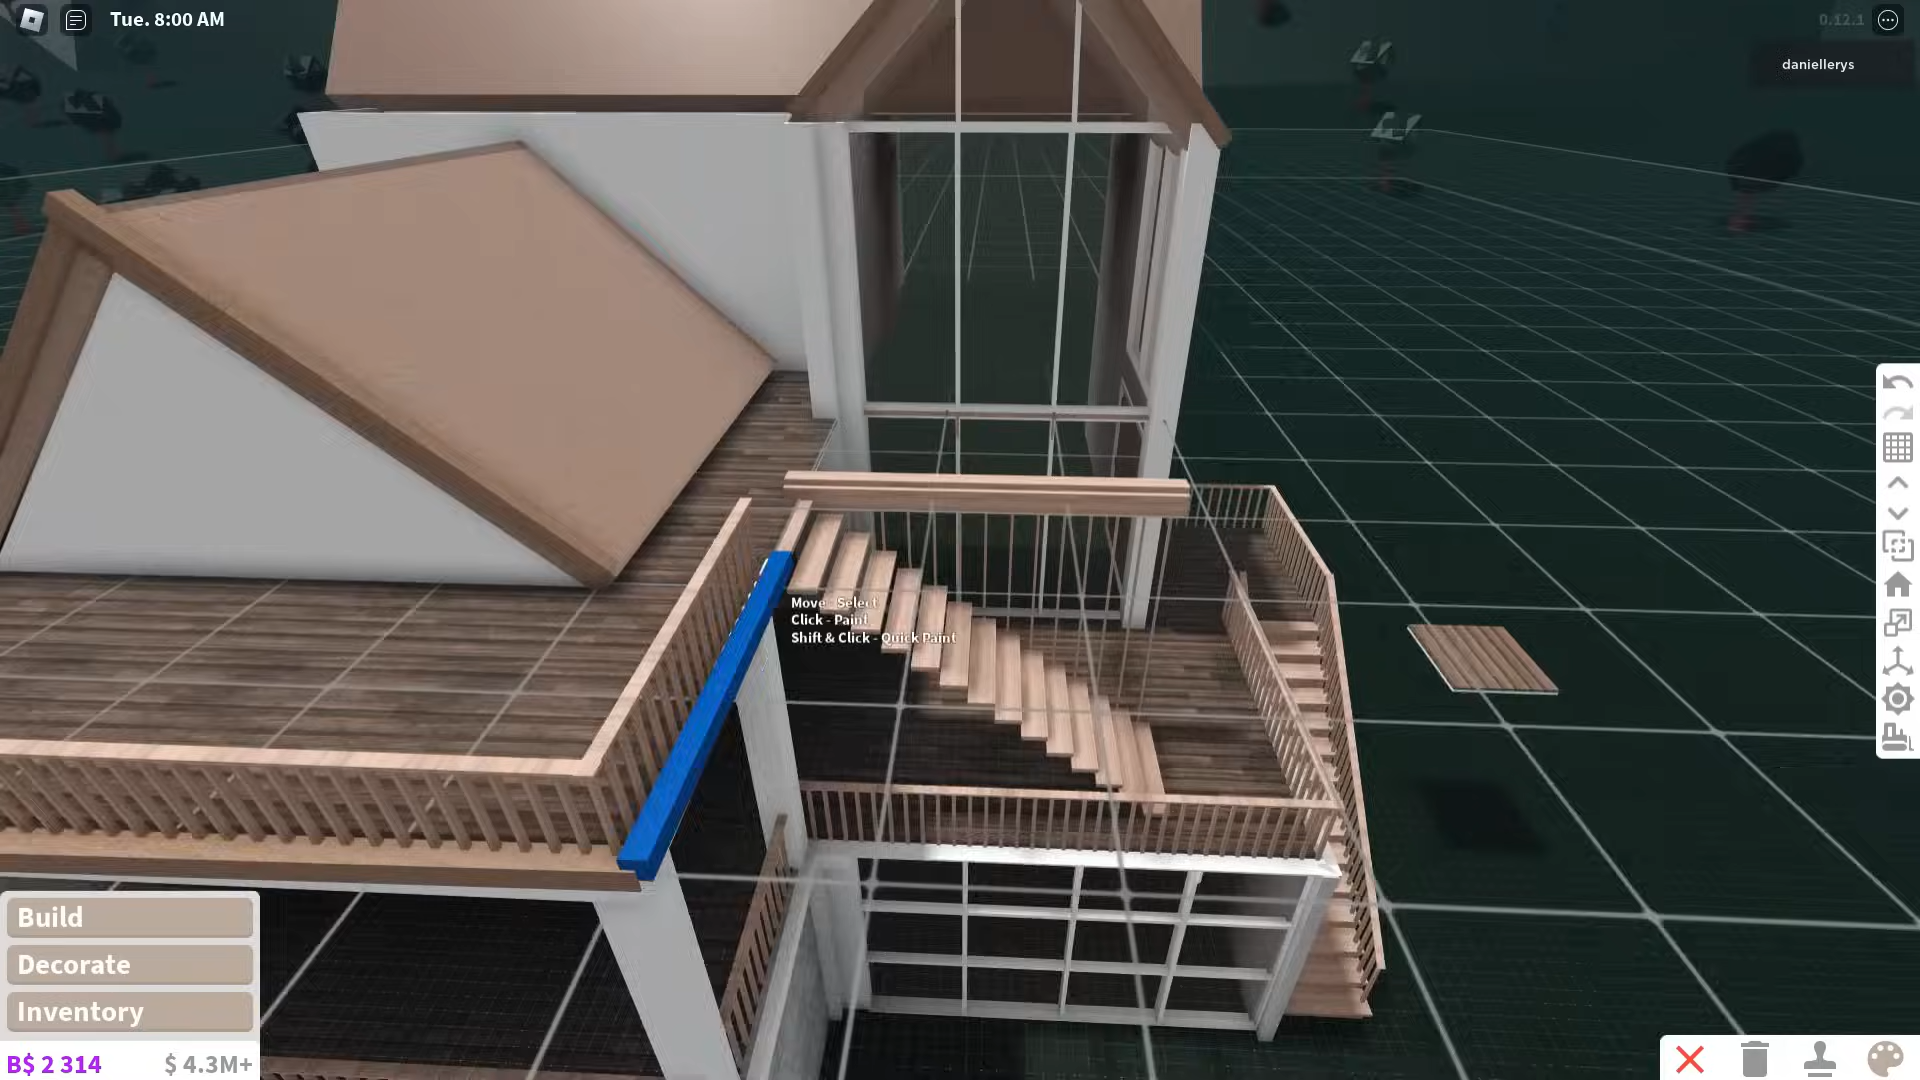 Tue. 8:00 AM
0.12.1
daniellerys
Move - Select
Click - Paint
Shift & Click - Quick Paint
Build
Decorate
Inventory
B$ 2 314
$ 4.3M+